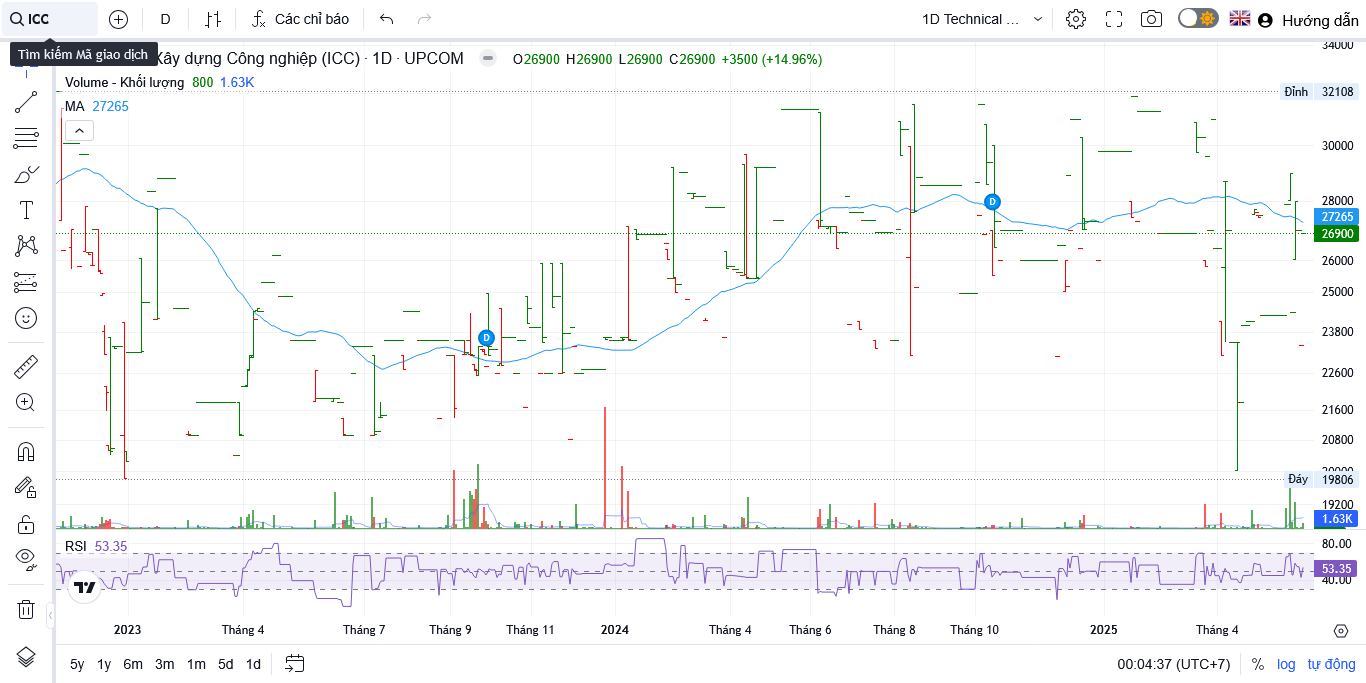 ICC
D
Các chỉ báo
1D Technical ...
Hướng dẫn
Tìm kiếm Mã giao dịch
Xây dựng Công nghiệp (ICC) · 1D · UPCOM
O26900 H26900 L26900 C26900 +3500 (+14.96%)
Volume - Khối lượng 800 1.63K
MA 27265
34000
Đỉnh 32108
30000
28000
27265
26900
26000
25000
23800
22600
21600
20800
20000
Đáy 19806
19200
1.63K
D
D
RSI 53.35
80.00
53.35
40.00
2023 Tháng 4 Tháng 7 Tháng 9 Tháng 11 2024 Tháng 4 Tháng 6 Tháng 8 Tháng 10 2025 Tháng 4
5y 1y 6m 3m 1m 5d 1d
00:04:37 (UTC+7) % log tự động